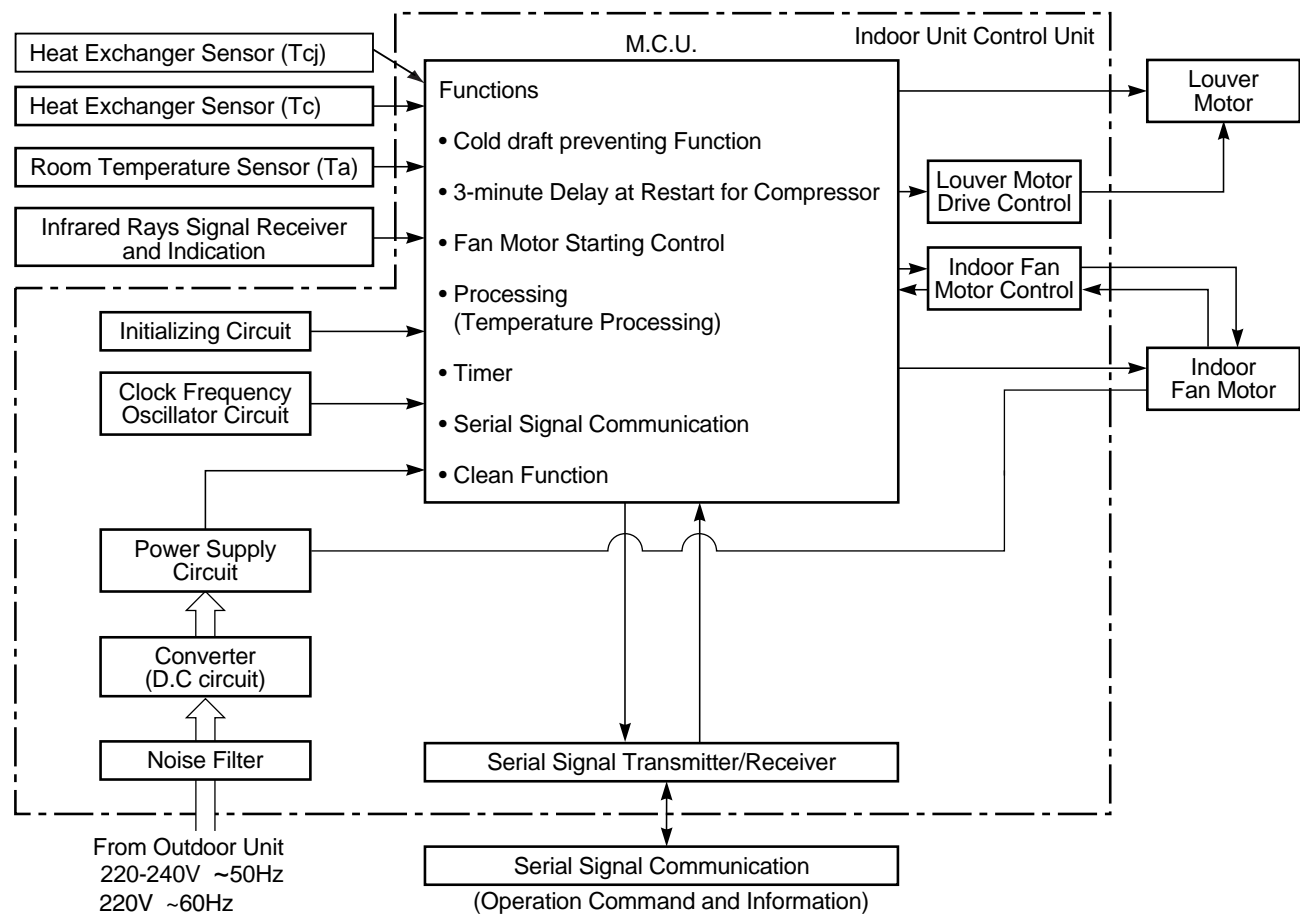 M.C.U.
Indoor Unit Control Unit
Heat Exchanger Sensor (Tcj)
Heat Exchanger Sensor (Tc)
Room Temperature Sensor (Ta)
Infrared Rays Signal Receiver
and Indication
Initializing Circuit
Clock Frequency
Oscillator Circuit
Power Supply
Circuit
Converter
(D.C circuit)
Noise Filter
From Outdoor Unit
220-240V ~50Hz
220V ~60Hz
Functions
• Cold draft preventing Function
• 3-minute Delay at Restart for Compressor
• Fan Motor Starting Control
• Processing
(Temperature Processing)
• Timer
• Serial Signal Communication
• Clean Function
Louver
Motor
Louver Motor
Drive Control
Indoor Fan
Motor Control
Indoor
Fan Motor
Serial Signal Transmitter/Receiver
Serial Signal Communication
(Operation Command and Information)